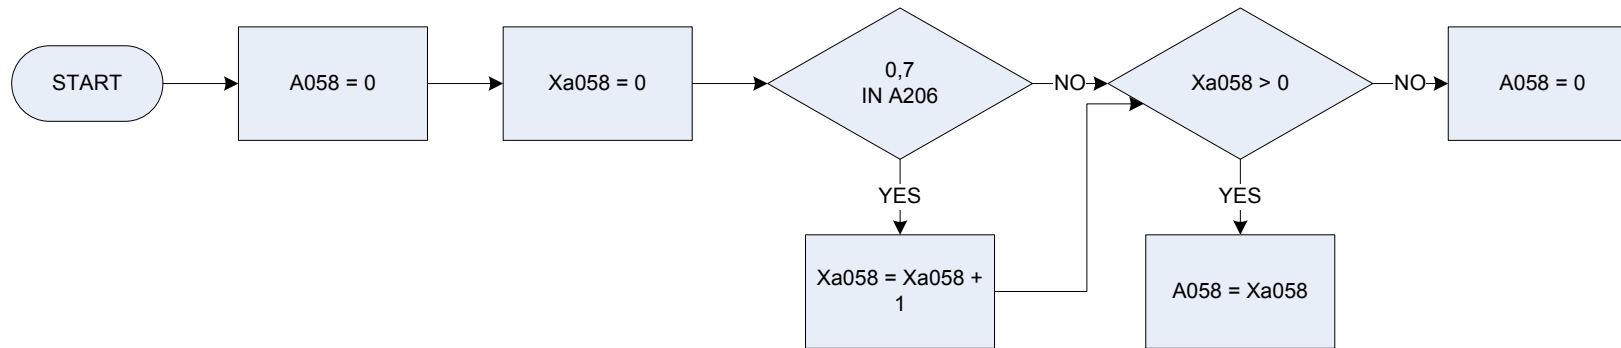 START
A058 = 0
Xa058 = 0
0,7
IN A206
NO
Xa058 > 0
NO
A058 = 0
YES
YES
Xa058 = Xa058 +
1
A058 = Xa058